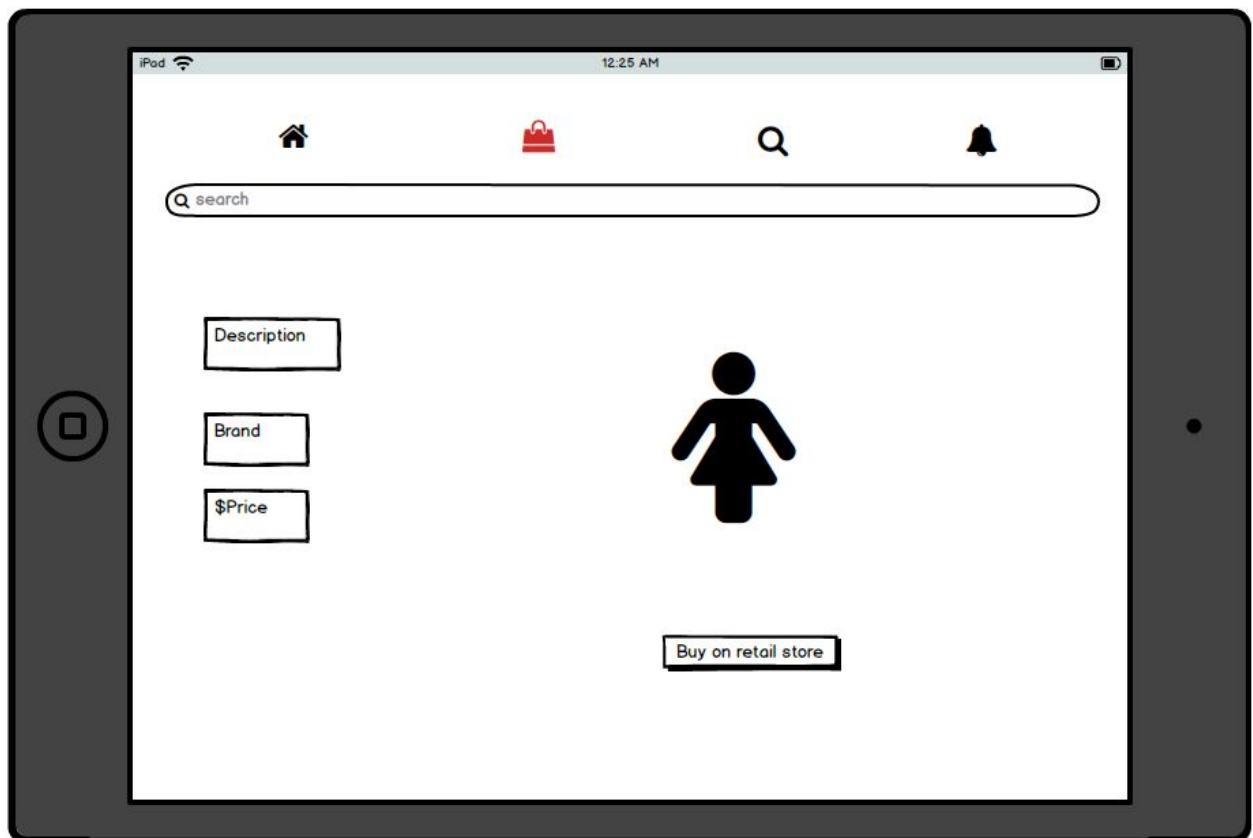 iPad 12:25 AM
search
Description
Brand
$Price
Buy on retail store